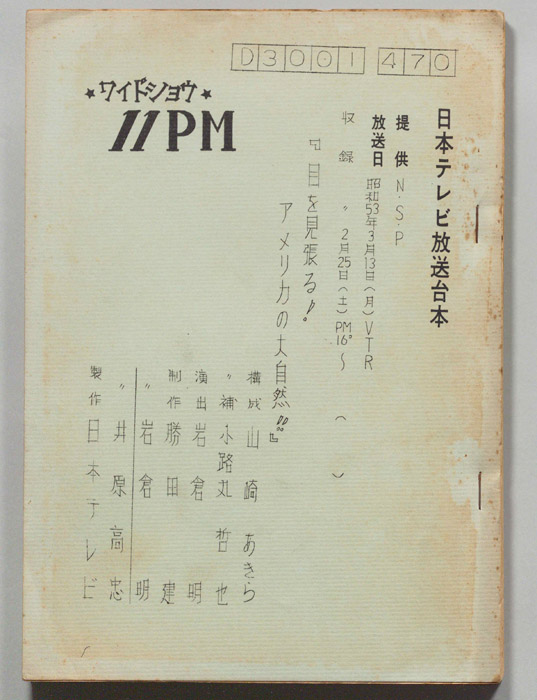 D3001 470
★ワイドショウ★
11PM
日本テレビ放送台本
提供 N・S・P
放送日 昭和53年3月13日(月)VTR
収録 〃 2月25日(土)PM16°~ ( )
『目を見張る!
アメリカの大自然!!』
構成 山崎 あきら
〃補 小路丸 哲也
演出 岩倉 明
制作 勝田 建
〃 岩倉 明
〃 井原 高忠
製作 日本テレビ